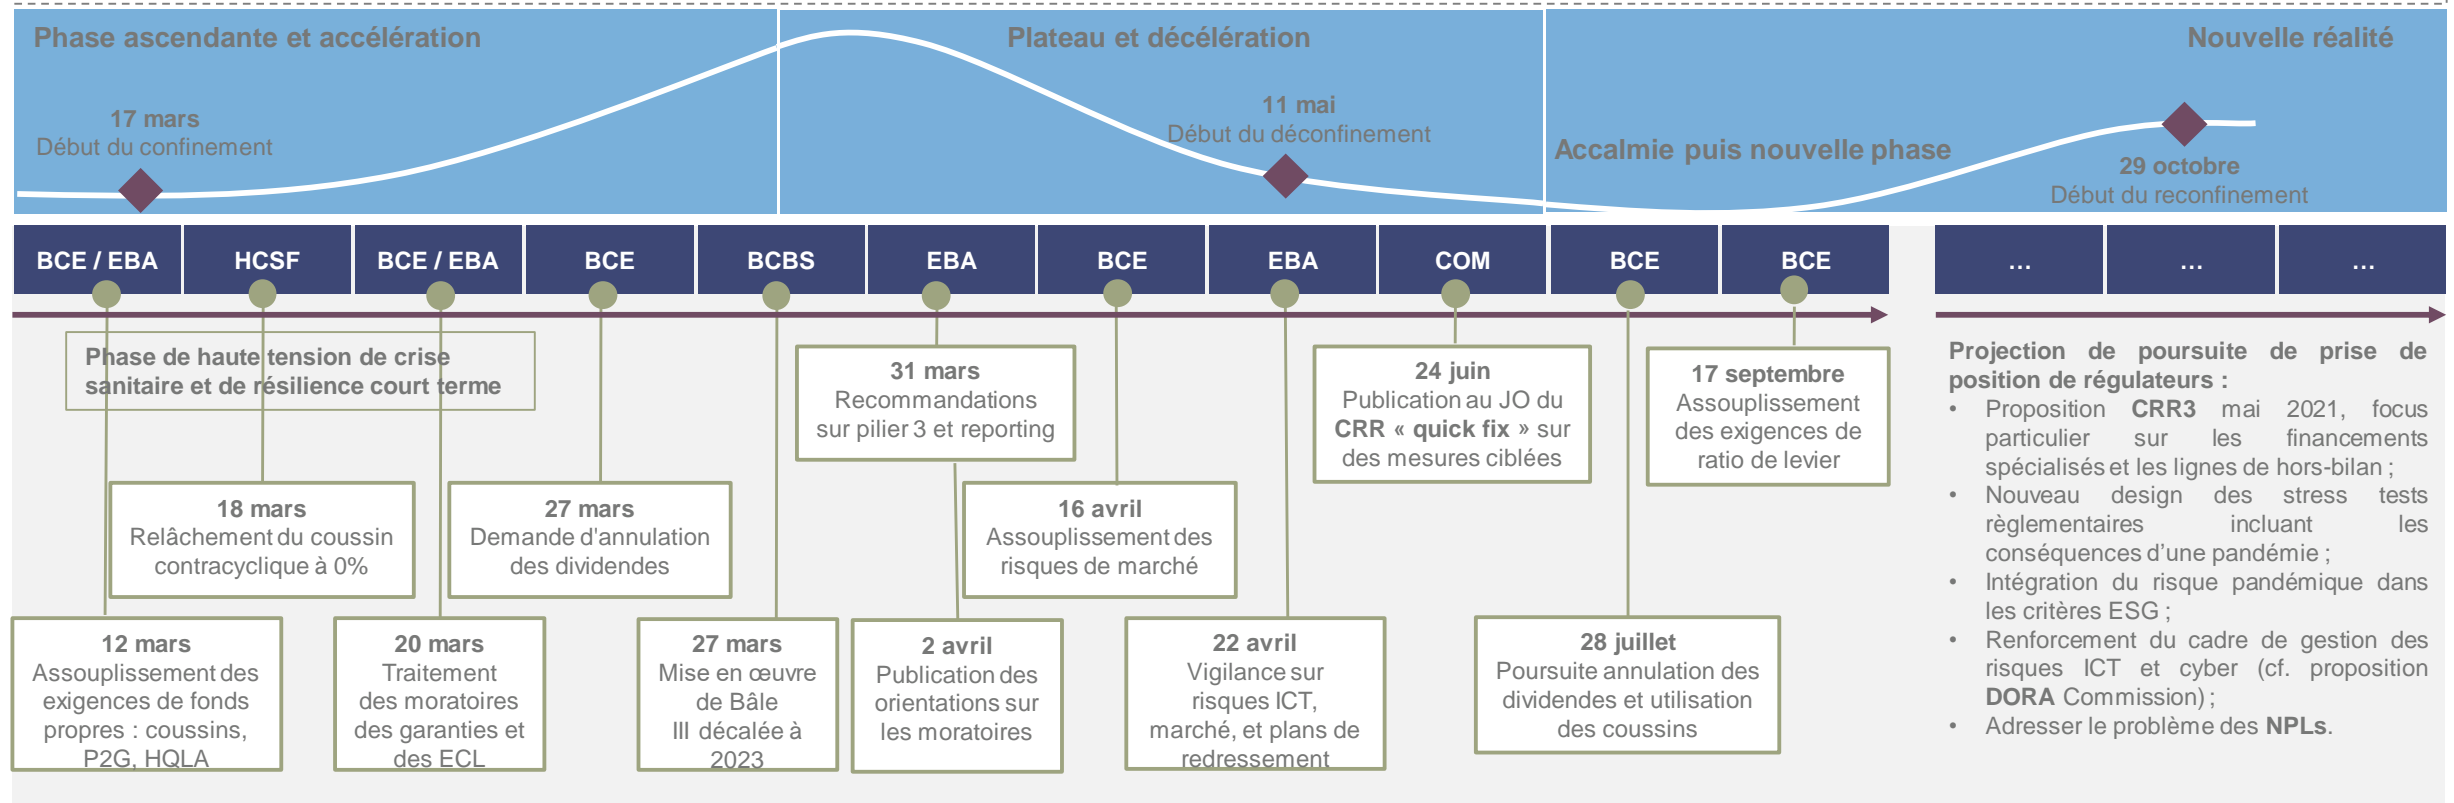 Phase ascendante et accélération
Plateau et décélération
Nouvelle réalité
17 mars
Début du confinement
11 mai
Début du déconfinement
Accalmie puis nouvelle phase
29 octobre
Début du reconfinement
BCE / EBA
HCSF
BCE / EBA
BCE
BCBS
EBA
BCE
EBA
COM
BCE
BCE
...
...
...
Phase de haute tension de crise
sanitaire et de résilience court terme
31 mars
Recommandations
sur pilier 3 et reporting
24 juin
Publication au JO du
CRR « quick fix » sur
des mesures ciblées
17 septembre
Assouplissement
des exigences de
ratio de levier
18 mars
Relâchement du coussin
contracyclique à 0%
27 mars
Demande d'annulation
des dividendes
16 avril
Assouplissement des
risques de marché
12 mars
Assouplissement des
exigences de fonds
propres : coussins,
P2G, HQLA
20 mars
Traitement
des moratoires
des garanties et
des ECL
27 mars
Mise en œuvre
de Bâle
III décalée à
2023
2 avril
Publication des
orientations sur
les moratoires
22 avril
Vigilance sur
risques ICT,
marché, et plans de
redressement
28 juillet
Poursuite annulation des
dividendes et utilisation
des coussins
Projection de poursuite de prise de
position de régulateurs :
• Proposition CRR3 mai 2021, focus
particulier sur les financements
spécialisés et les lignes de hors-bilan ;
• Nouveau design des stress tests
règlementaires incluant les
conséquences d’une pandémie ;
• Intégration du risque pandémique dans
les critères ESG ;
• Renforcement du cadre de gestion des
risques ICT et cyber (cf. proposition
DORA Commission) ;
• Adresser le problème des NPLs.